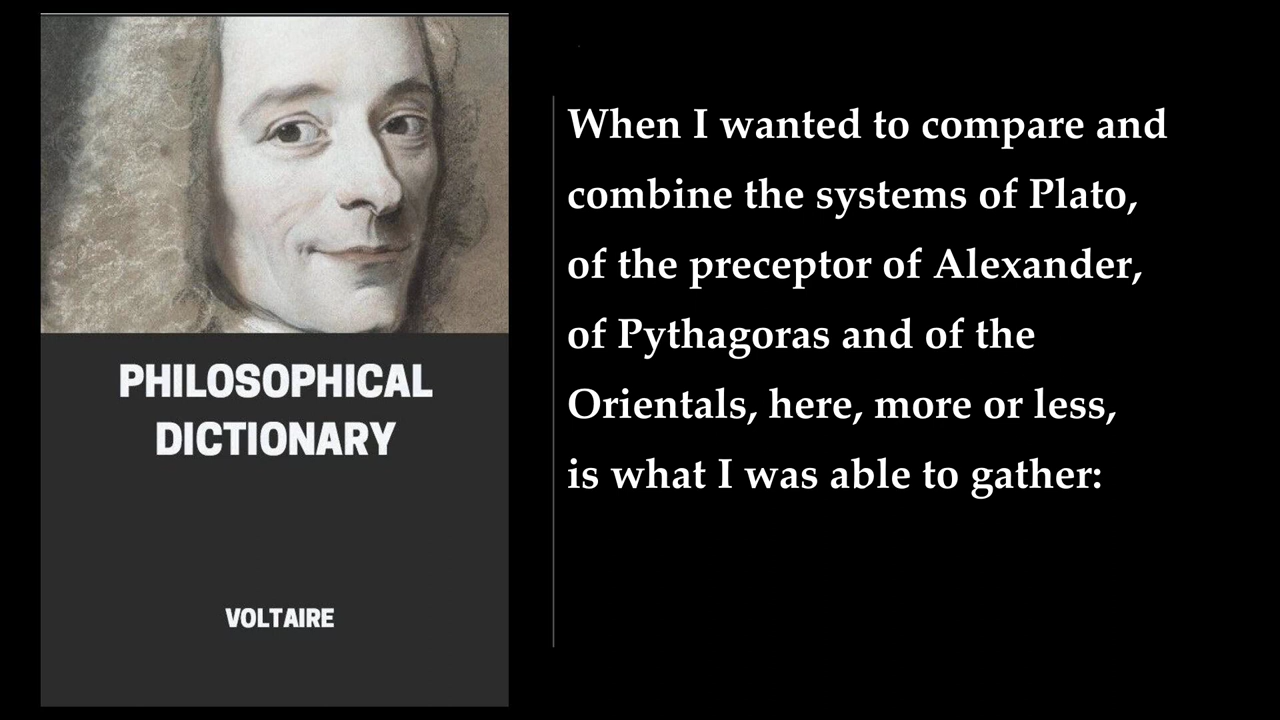 PHILOSOPHICAL
DICTIONARY
VOLTAIRE
When I wanted to compare and
combine the systems of Plato,
of the preceptor of Alexander,
of Pythagoras and of the
Orientals, here, more or less,
is what I was able to gather: